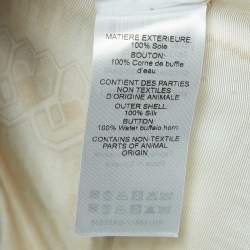 MATIERE EXTERIEURE:
100% Soie
BOUTON:
100% Corne de buffle
d'eau
CONTIENT DES PARTIES
NON TEXTILES
D'ORIGINE ANIMALE
OUTER SHELL:
100% Silk
BUTTON:
100% Water buffalo horn
CONTAINS NON-TEXTILE
PARTS OF ANIMAL
ORIGIN